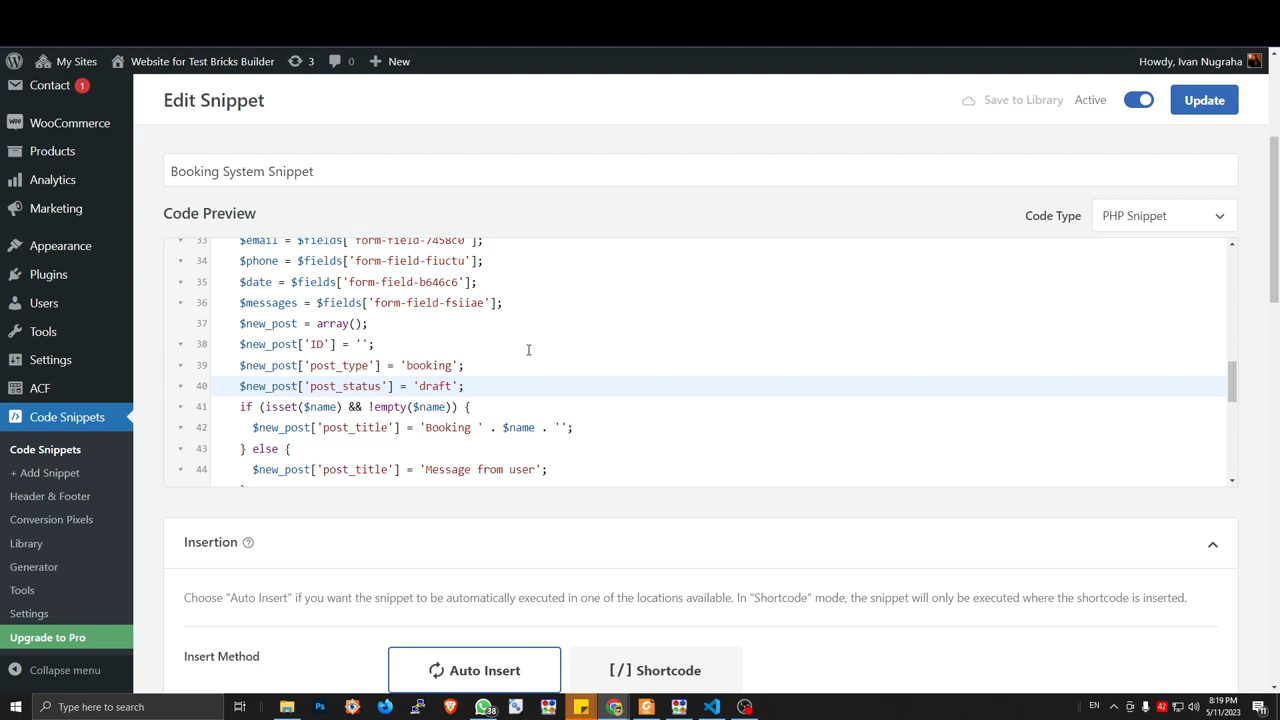 My Sites
Website for Test Bricks Builder
3
0
New
Howdy, Ivan Nugraha
Contact 1
WooCommerce
Products
Analytics
Marketing
Appearance
Plugins
Users
Tools
Settings
ACF
Code Snippets
Code Snippets
+ Add Snippet
Header & Footer
Conversion Pixels
Library
Generator
Tools
Settings
Upgrade to Pro
Collapse menu
Edit Snippet
Save to Library
Active
Update
Booking System Snippet
Code Preview
Code Type
PHP Snippet
33 $email = $fields['form-field-7458c0'];
34 $phone = $fields['form-field-fiuctu'];
35 $date = $fields['form-field-b646c6'];
36 $messages = $fields['form-field-fsiiae'];
37 $new_post = array();
38 $new_post['ID'] = '';
39 $new_post['post_type'] = 'booking';
40 $new_post['post_status'] = 'draft';
41 if (isset($name) && !empty($name)) {
42 $new_post['post_title'] = 'Booking ' . $name . '';
43 } else {
44 $new_post['post_title'] = 'Message from user';
Insertion
Choose "Auto Insert" if you want the snippet to be automatically executed in one of the locations available. In "Shortcode" mode, the snippet will only be executed where the shortcode is inserted.
Insert Method
Auto Insert
[/] Shortcode
Type here to search
38
EN
42
8:19 PM
5/11/2023